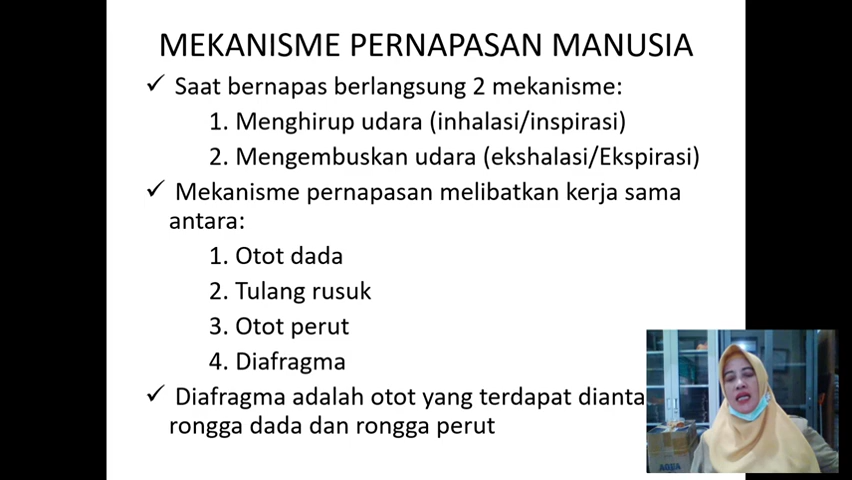 MEKANISME PERNAPASAN MANUSIA
✓ Saat bernapas berlangsung 2 mekanisme:
1. Menghirup udara (inhalasi/inspirasi)
2. Mengembuskan udara (ekshalasi/Ekspirasi)
✓ Mekanisme pernapasan melibatkan kerja sama
antara:
1. Otot dada
2. Tulang rusuk
3. Otot perut
4. Diafragma
✓ Diafragma adalah otot yang terdapat dianta
rongga dada dan rongga perut
AQUA